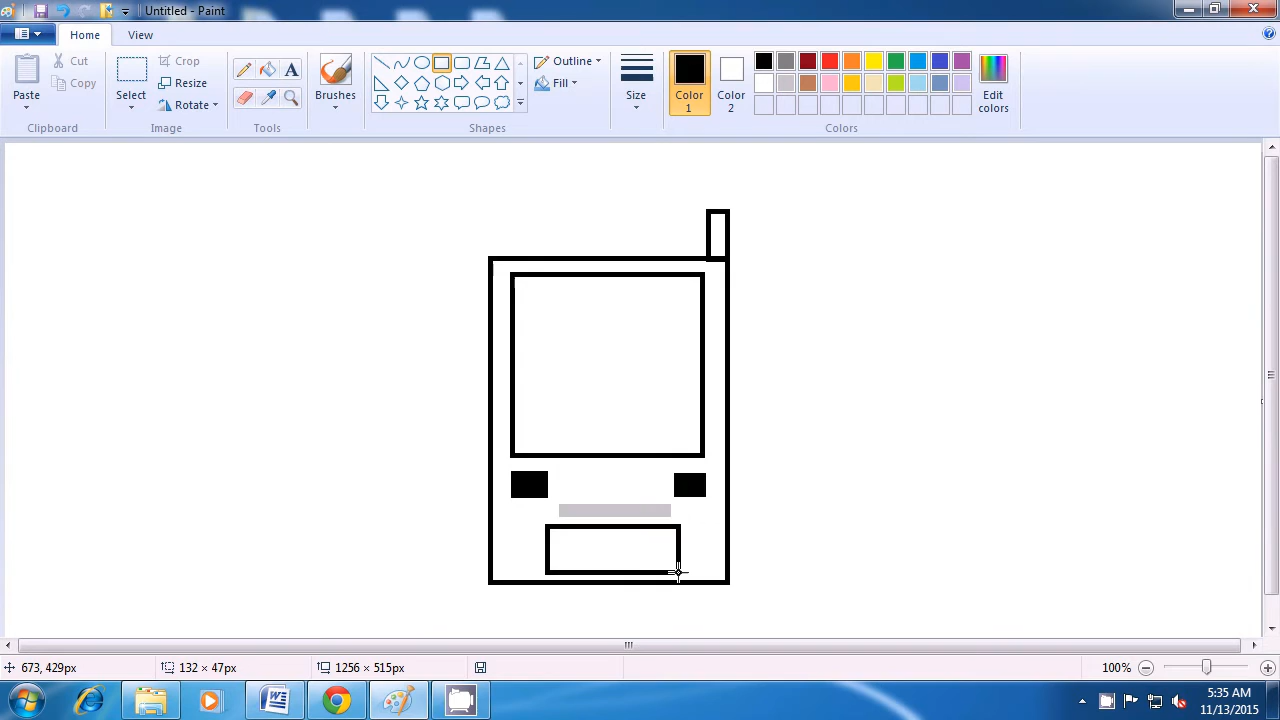 Untitled - Paint
Home View
Paste
Cut
Copy
Clipboard
Select
Crop
Resize
Rotate
Image
A
Tools
Brushes
Shapes
Outline
Fill
Size
Color 1
Color 2
Colors
Edit colors
673, 429px
132 × 47px
1256 × 515px
100%
W
5:35 AM
11/13/2015